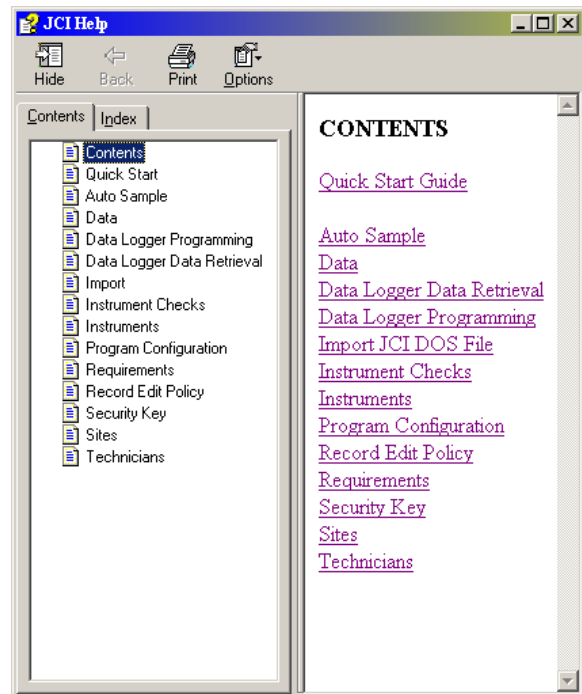 JCI Help
Hide Back Print Options
Contents Index
Contents
Quick Start
Auto Sample
Data
Data Logger Programming
Data Logger Data Retrieval
Import
Instrument Checks
Instruments
Program Configuration
Requirements
Record Edit Policy
Security Key
Sites
Technicians
CONTENTS
Quick Start Guide
Auto Sample
Data
Data Logger Data Retrieval
Data Logger Programming
Import JCI DOS File
Instrument Checks
Instruments
Program Configuration
Record Edit Policy
Requirements
Security Key
Sites
Technicians